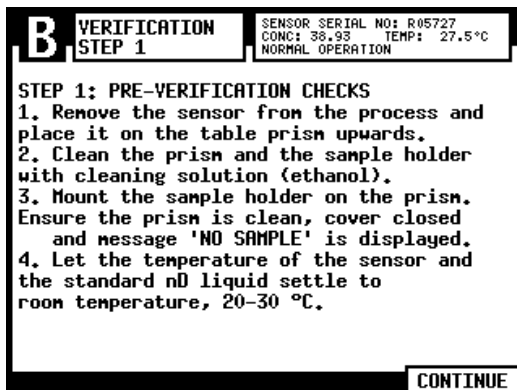 B
VERIFICATION
STEP 1
SENSOR SERIAL NO: R05727
CONC: 38.93 TEMP: 27.5°C
NORMAL OPERATION
STEP 1: PRE-VERIFICATION CHECKS
1. Remove the sensor from the process and
place it on the table prism upwards.
2. Clean the prism and the sample holder
with cleaning solution (ethanol).
3. Mount the sample holder on the prism.
Ensure the prism is clean, cover closed
and message 'NO SAMPLE' is displayed.
4. Let the temperature of the sensor and
the standard nD liquid settle to
room temperature, 20-30 °C.
CONTINUE